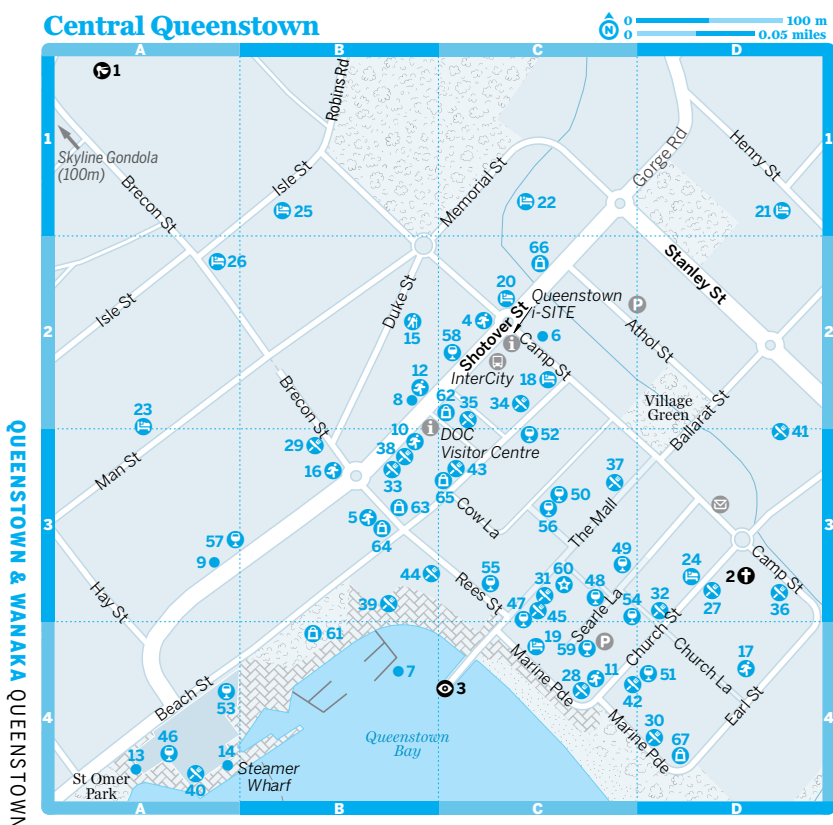 Central Queenstown
N
0 100 m
0 0.05 miles
A B C D
1
1
Robins Rd
1
Skyline Gondola
(100m)
Brecon St
Isle St
25
Memorial St
22
Gorge Rd
Henry St
21
26
66
Stanley St
20
Queenstown
i-SITE
P
2
Isle St
Duke St
15
4
58
Shotover St
6
Athol St
2
Camp St
InterCity
18
12
8
62
35
34
Village
Green
Ballarat St
23
Brecon St
10
DOC
Visitor Centre
52
41
29
38
Man St
16
33
43
37
65
Cow La
50
56
The Mall
3
5
63
64
57
9
49
3
Camp St
24
2
Hay St
44
Rees St
55
60
31
48
Searle La
54
32
27
36
39
47
45
Church St
61
19
59
P
Church La
17
Marine Pde
7
3
28
11
51
42
Earl St
4
Beach St
53
Queenstown
Bay
Marine Pde
30
67
4
46
13
14
Steamer
Wharf
St Omer
Park
40
A B C D
QUEENSTOWN & WANAKA QUEENSTOWN